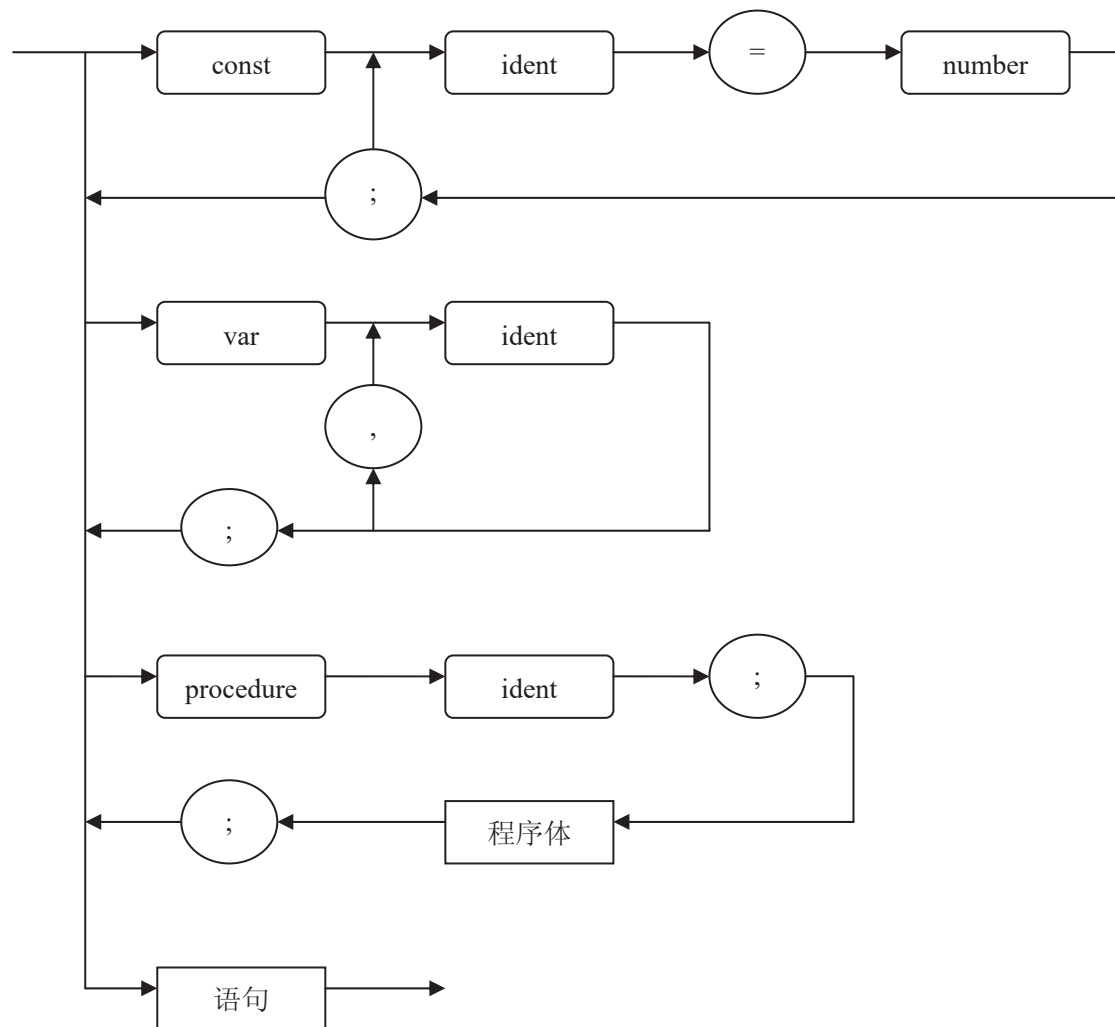 const ident = number
;
var ident
,
;
procedure ident ;
; 程序体
语句